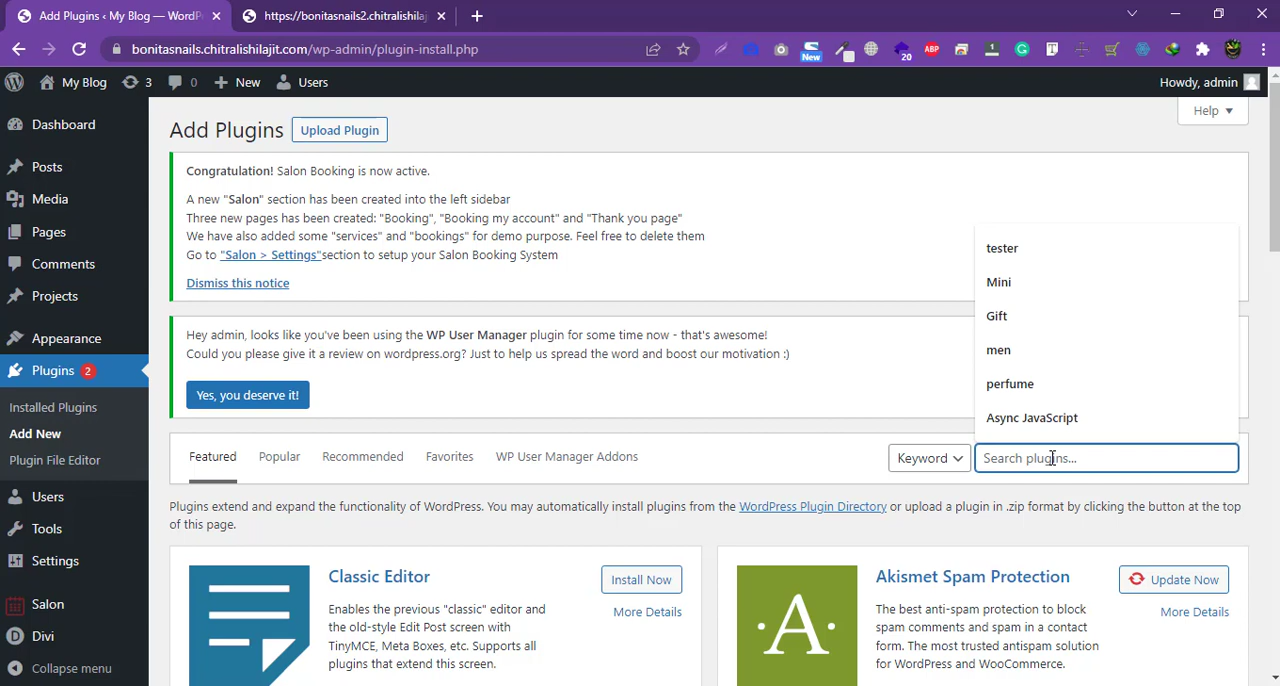 Add Plugins ‹ My Blog — WordP
https://bonitasnails2.chitralishilaj
bonitasnails.chitralishilajit.com/wp-admin/plugin-install.php
New
20
ABP
1
My Blog
3
0
New
Users
Howdy, admin
Dashboard
Posts
Media
Pages
Comments
Projects
Appearance
Plugins 2
Installed Plugins
Add New
Plugin File Editor
Users
Tools
Settings
Salon
Divi
Collapse menu
Help
Add Plugins
Upload Plugin
Congratulation! Salon Booking is now active.
A new "Salon" section has been created into the left sidebar
Three new pages has been created: "Booking", "Booking my account" and "Thank you page"
We have also added some "services" and "bookings" for demo purpose. Feel free to delete them
Go to "Salon > Settings"section to setup your Salon Booking System
Dismiss this notice
Hey admin, looks like you've been using the WP User Manager plugin for some time now - that's awesome!
Could you please give it a review on wordpress.org? Just to help us spread the word and boost our motivation :)
Yes, you deserve it!
tester
Mini
Gift
men
perfume
Async JavaScript
Featured
Popular
Recommended
Favorites
WP User Manager Addons
Keyword
Search plugins...
Plugins extend and expand the functionality of WordPress. You may automatically install plugins from the WordPress Plugin Directory or upload a plugin in .zip format by clicking the button at the top
of this page.
Classic Editor
Install Now
More Details
Enables the previous "classic" editor and
the old-style Edit Post screen with
TinyMCE, Meta Boxes, etc. Supports all
plugins that extend this screen.
A
Akismet Spam Protection
Update Now
More Details
The best anti-spam protection to block
spam comments and spam in a contact
form. The most trusted antispam solution
for WordPress and WooCommerce.